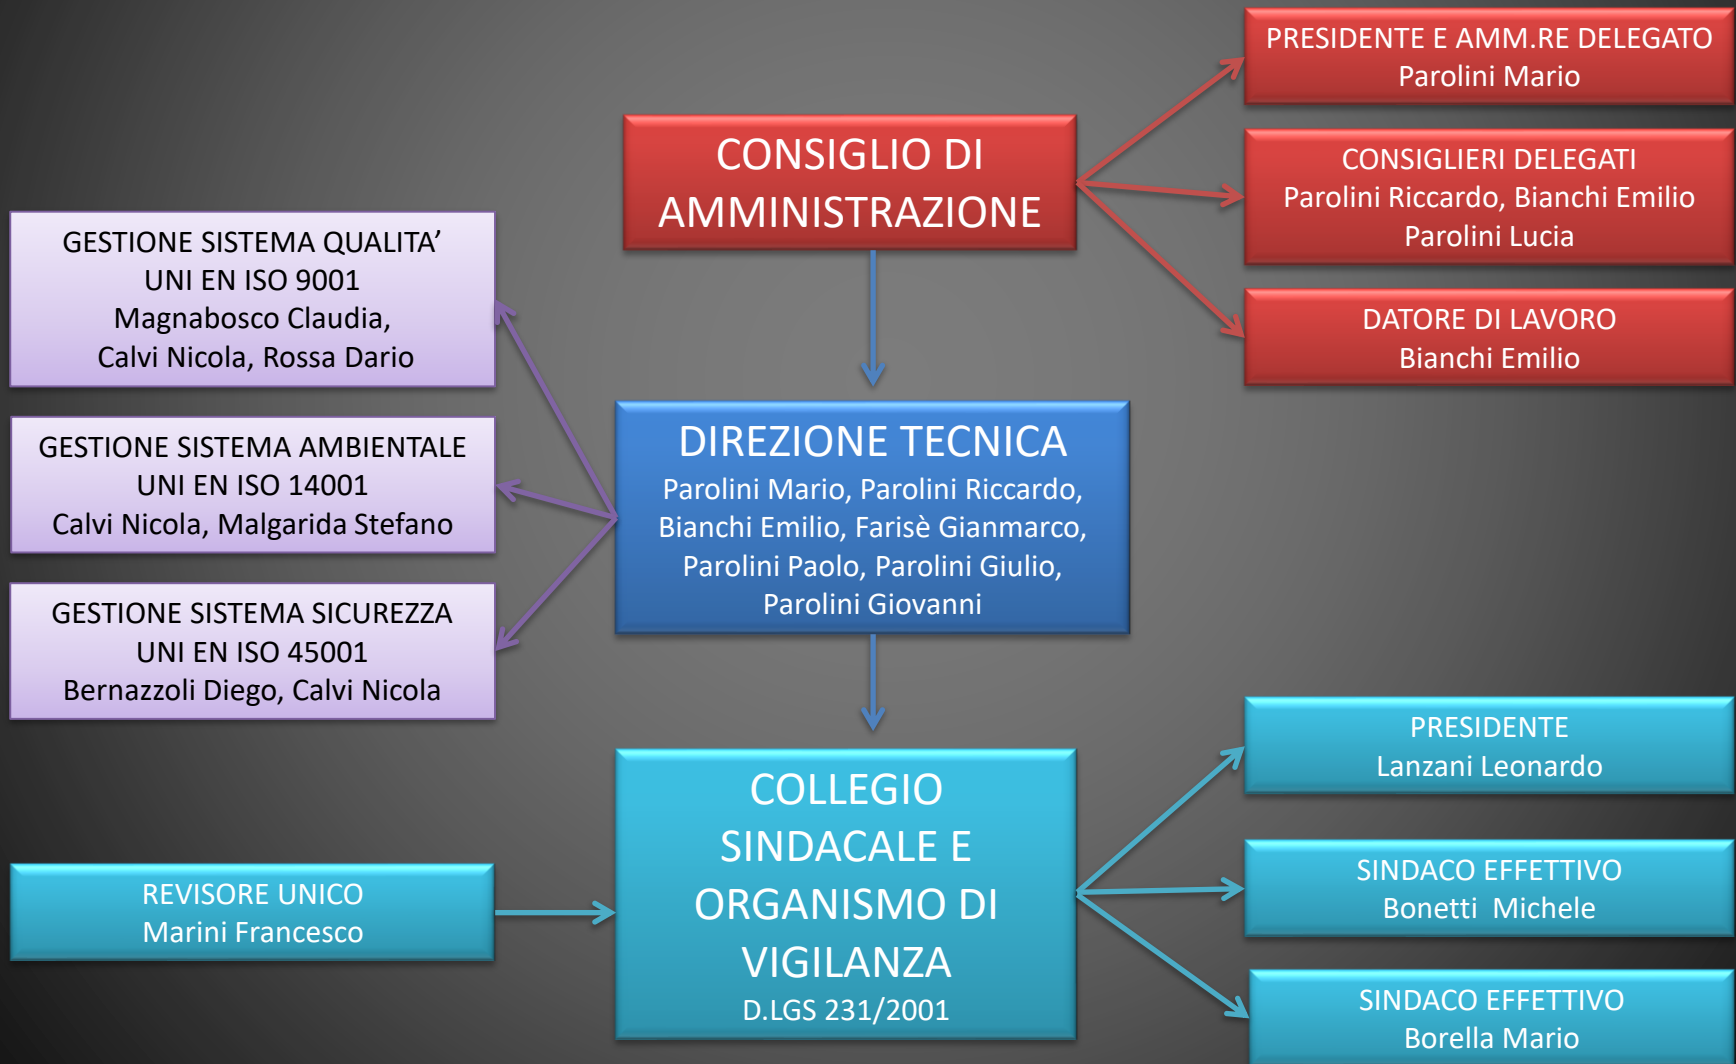 PRESIDENTE E AMM.RE DELEGATO
Parolini Mario
CONSIGLIO DI
AMMINISTRAZIONE
CONSIGLIERI DELEGATI
Parolini Riccardo, Bianchi Emilio
Parolini Lucia
DATORE DI LAVORO
Bianchi Emilio
GESTIONE SISTEMA QUALITA’
UNI EN ISO 9001
Magnabosco Claudia,
Calvi Nicola, Rossa Dario
GESTIONE SISTEMA AMBIENTALE
UNI EN ISO 14001
Calvi Nicola, Malgarida Stefano
GESTIONE SISTEMA SICUREZZA
UNI EN ISO 45001
Bernazzoli Diego, Calvi Nicola
DIREZIONE TECNICA
Parolini Mario, Parolini Riccardo,
Bianchi Emilio, Farisè Gianmarco,
Parolini Paolo, Parolini Giulio,
Parolini Giovanni
REVISORE UNICO
Marini Francesco
COLLEGIO
SINDACALE E
ORGANISMO DI
VIGILANZA
D.LGS 231/2001
PRESIDENTE
Lanzani Leonardo
SINDACO EFFETTIVO
Bonetti  Michele
SINDACO EFFETTIVO
Borella Mario